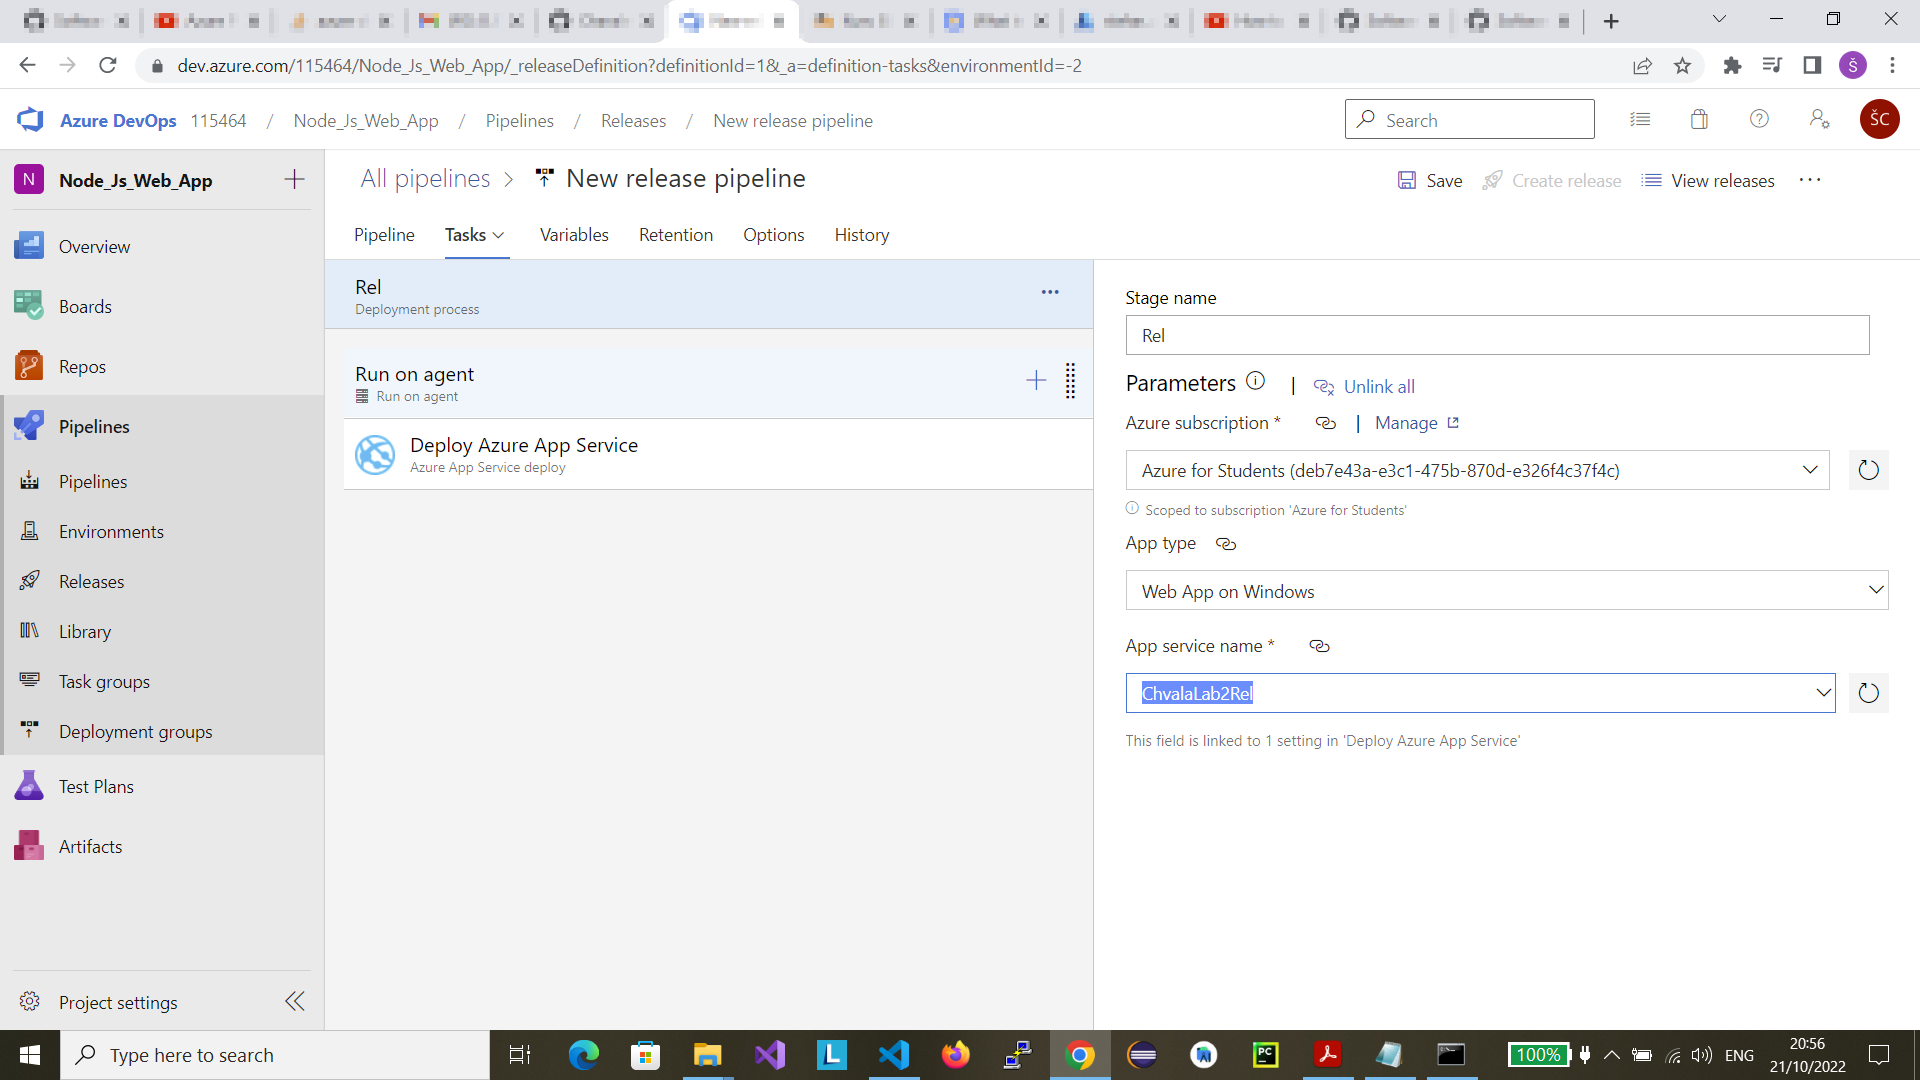 dev.azure.com/115464/Node_Js_Web_App/_releaseDefinition?definitionId=1&_a=definition-tasks&environmentId=-2
Š
Azure DevOps 115464 / Node_Js_Web_App / Pipelines / Releases / New release pipeline
Search
ŠC
N Node_Js_Web_App
All pipelines > New release pipeline
Save Create release View releases
Overview
Boards
Repos
Pipelines
Pipelines
Environments
Releases
Library
Task groups
Deployment groups
Test Plans
Artifacts
Project settings
Pipeline Tasks Variables Retention Options History
Rel
Deployment process
Run on agent
Run on agent
Deploy Azure App Service
Azure App Service deploy
Stage name
Rel
Parameters | Unlink all
Azure subscription * | Manage
Azure for Students (deb7e43a-e3c1-475b-870d-e326f4c37f4c)
Scoped to subscription 'Azure for Students'
App type
Web App on Windows
App service name *
ChvalaLab2Rel
This field is linked to 1 setting in 'Deploy Azure App Service'
Type here to search
L
PC
100%
ENG
20:56
21/10/2022